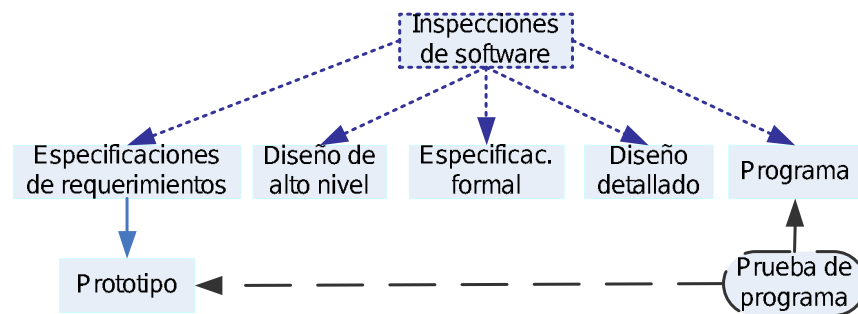 Inspecciones
de software
Especificaciones
de requerimientos
Diseño de
alto nivel
Especificac.
formal
Diseño
detallado
Programa
Prototipo
Prueba de
programa